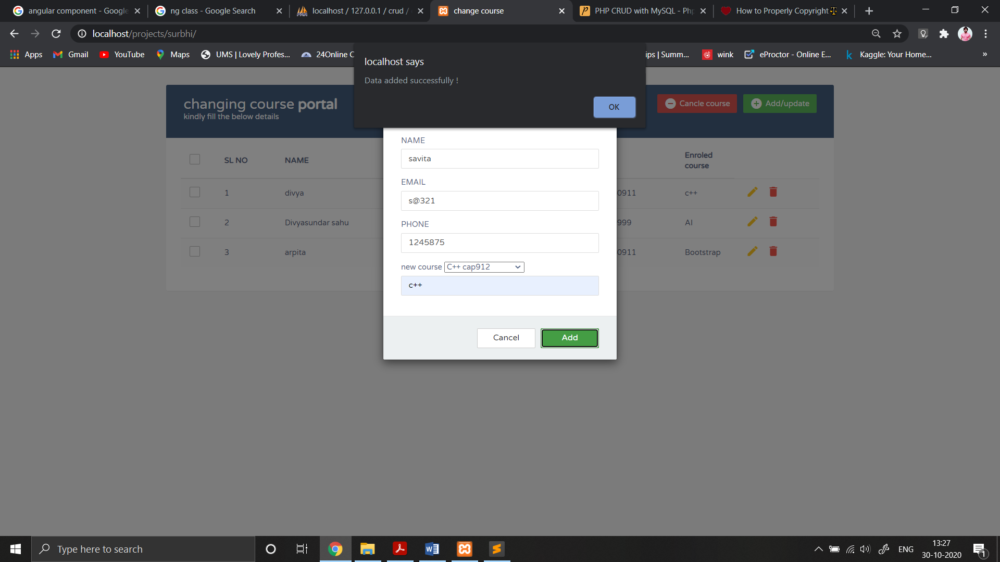 angular component - Google
ng class - Google Search
localhost / 127.0.0.1 / crud /
change course
PHP CRUD with MySQL - Php
How to Properly Copyright
localhost/projects/surbhi/
Apps
Gmail
YouTube
Maps
UMS | Lovely Profes...
24Online C
ips | Summ...
wink
eProctor - Online E...
Kaggle: Your Home...
»
localhost says
Data added successfully !
OK
changing course portal
kindly fill the below details
Cancle course
Add/update
SL NO
NAME
Enroled
course
1
divya
0911
c++
2
Divyasundar sahu
999
AI
3
arpita
0911
Bootstrap
NAME
savita
EMAIL
s@321
PHONE
1245875
new course C++ cap912
c++
Cancel
Add
Type here to search
ENG
13:27
30-10-2020
1